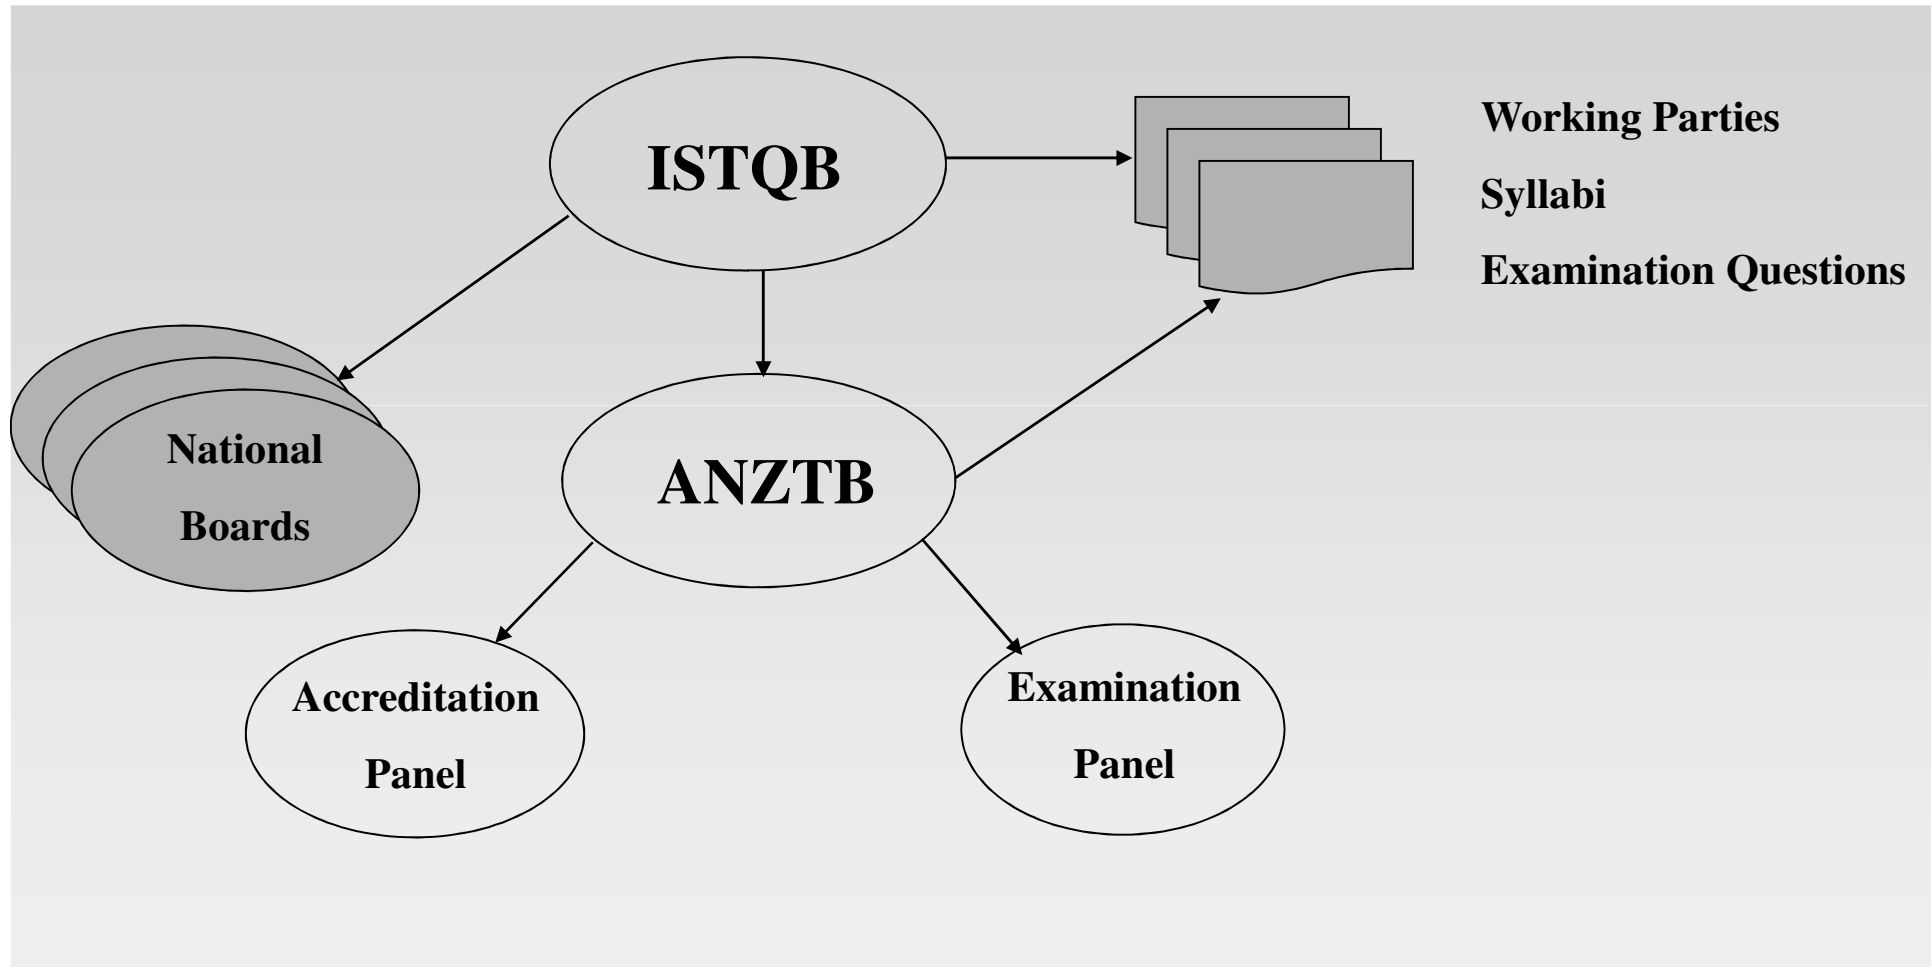 ISTQB
Working Parties
Syllabi
Examination Questions
National
Boards
ANZTB
Accreditation
Panel
Examination
Panel